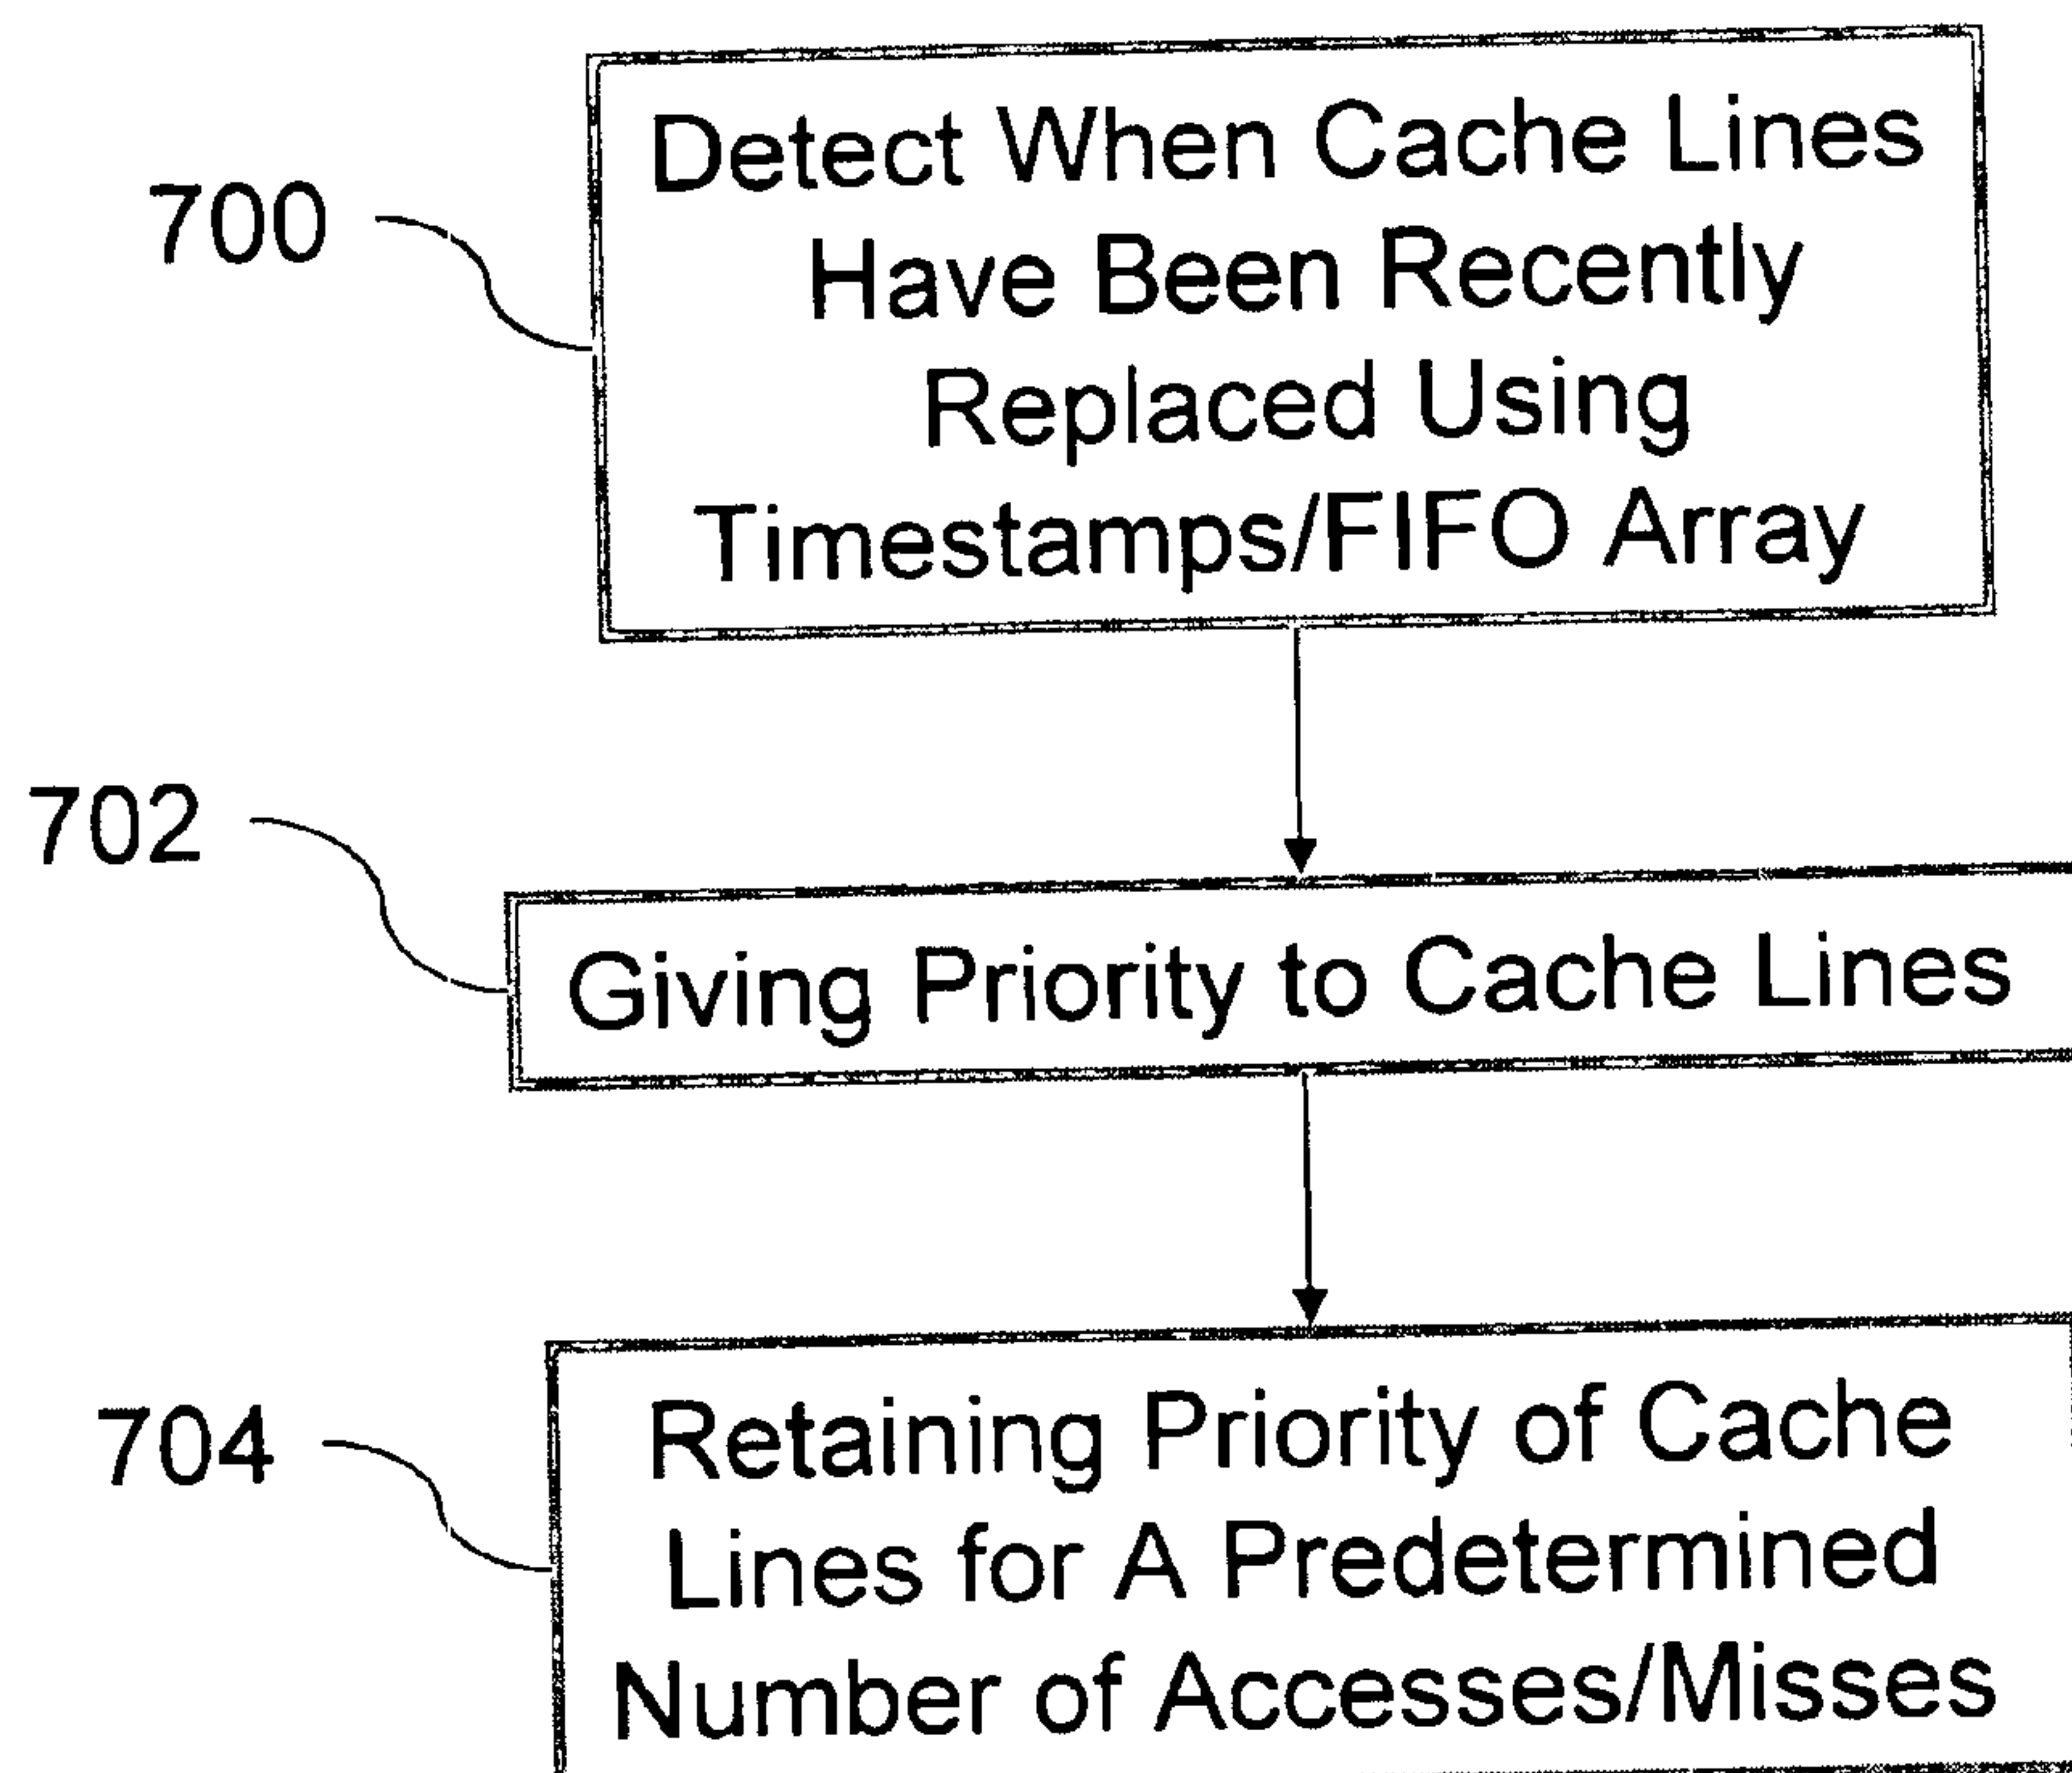 700
Detect When Cache Lines
Have Been Recently
Replaced Using
Timestamps/FIFO Array
702
Giving Priority to Cache Lines
704
Retaining Priority of Cache
Lines for A Predetermined
Number of Accesses/Misses